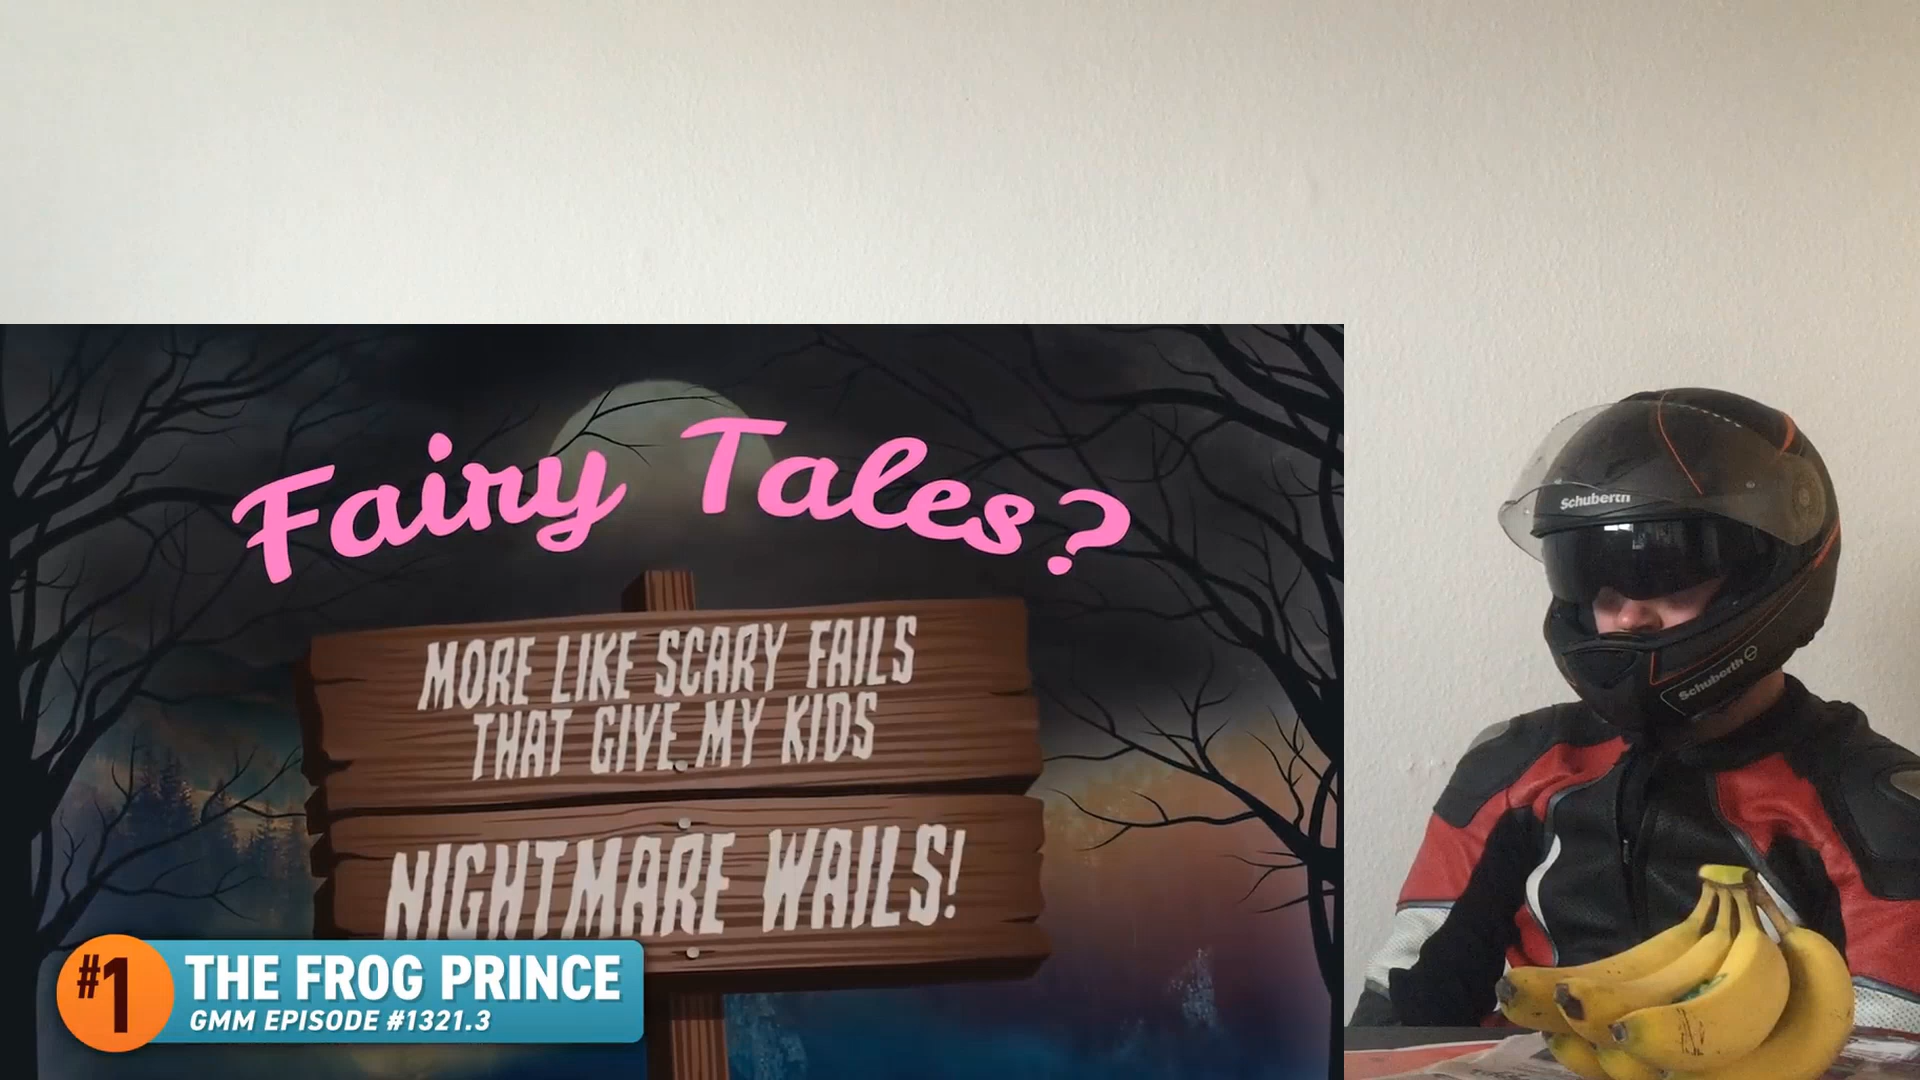 Fairy Tales?
MORE LIKE SCARY FAILS
THAT GIVE MY KIDS
NIGHTMARE WAILS!
#1
THE FROG PRINCE
GMM EPISODE #1321.3
Schuberth
Schuberth